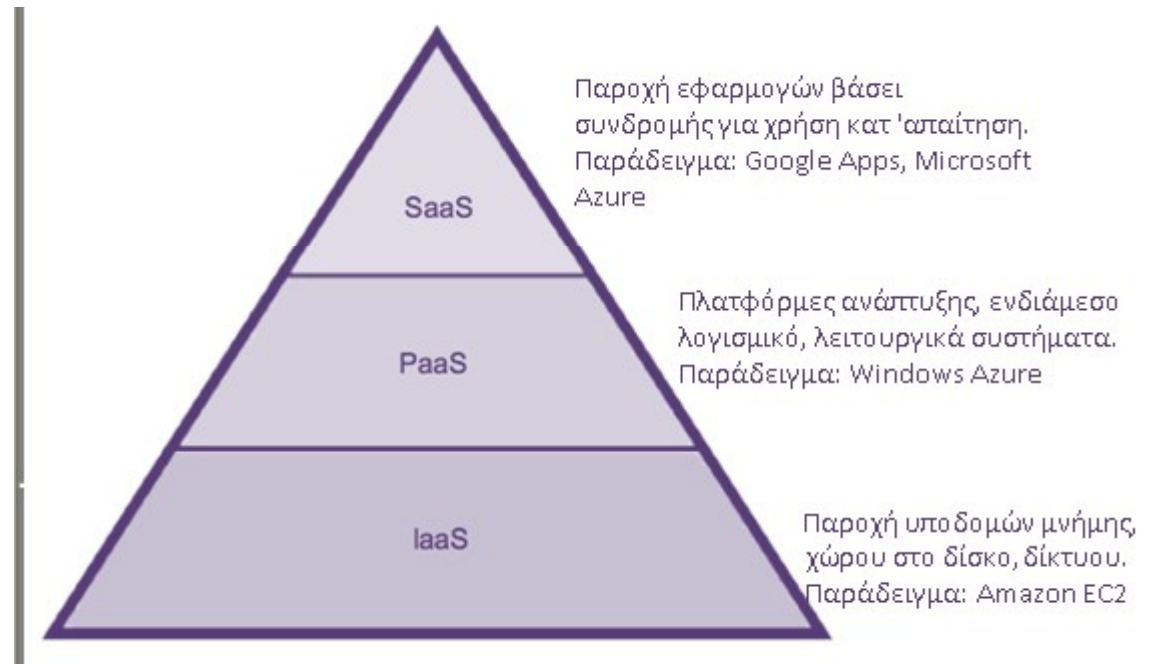 Παροχή εφαρμογών βάσει
συνδρομής για χρήση κατ 'απαίτηση.
Παράδειγμα: Google Apps, Microsoft
Azure
SaaS
Πλατφόρμες ανάπτυξης, ενδιάμεσο
λογισμικό, λειτουργικά συστήματα.
Παράδειγμα: Windows Azure
PaaS
Παροχή υποδομών μνήμης,
χώρου στο δίσκο, δίκτυου.
Παράδειγμα: Amazon EC2
IaaS